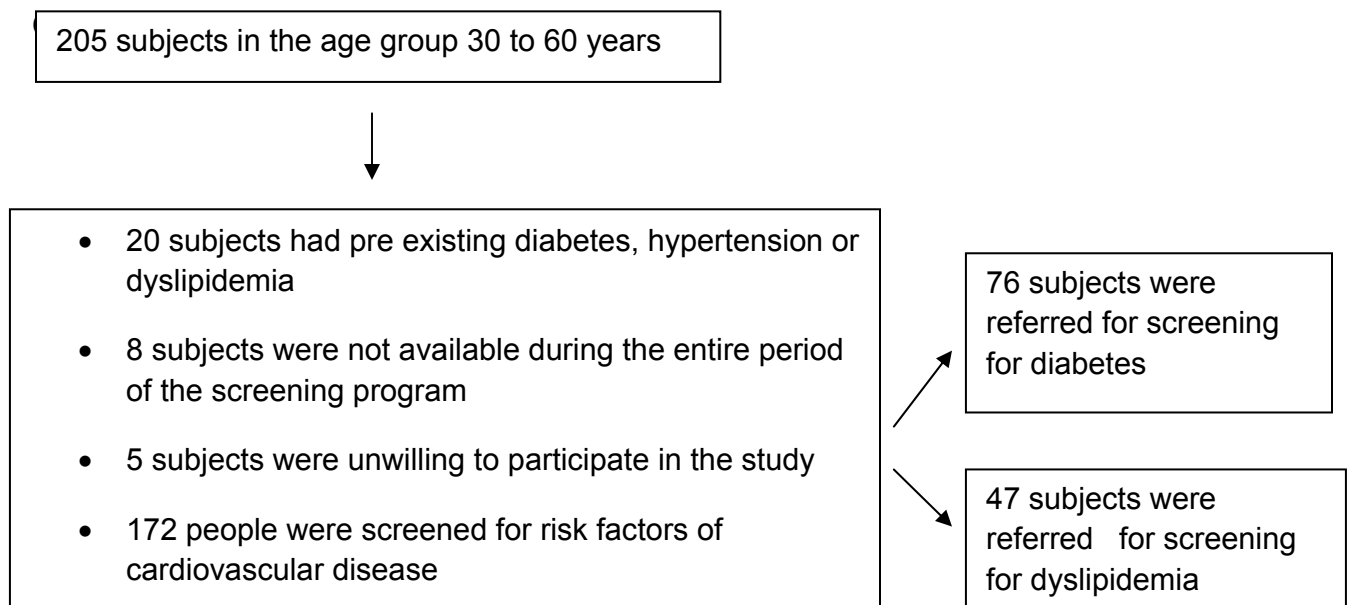 205 subjects in the age group 30 to 60 years
• 20 subjects had pre existing diabetes, hypertension or
dyslipidemia
• 8 subjects were not available during the entire period
of the screening program
• 5 subjects were unwilling to participate in the study
• 172 people were screened for risk factors of
cardiovascular disease
76 subjects were
referred for screening
for diabetes
47 subjects were
referred for screening
for dyslipidemia